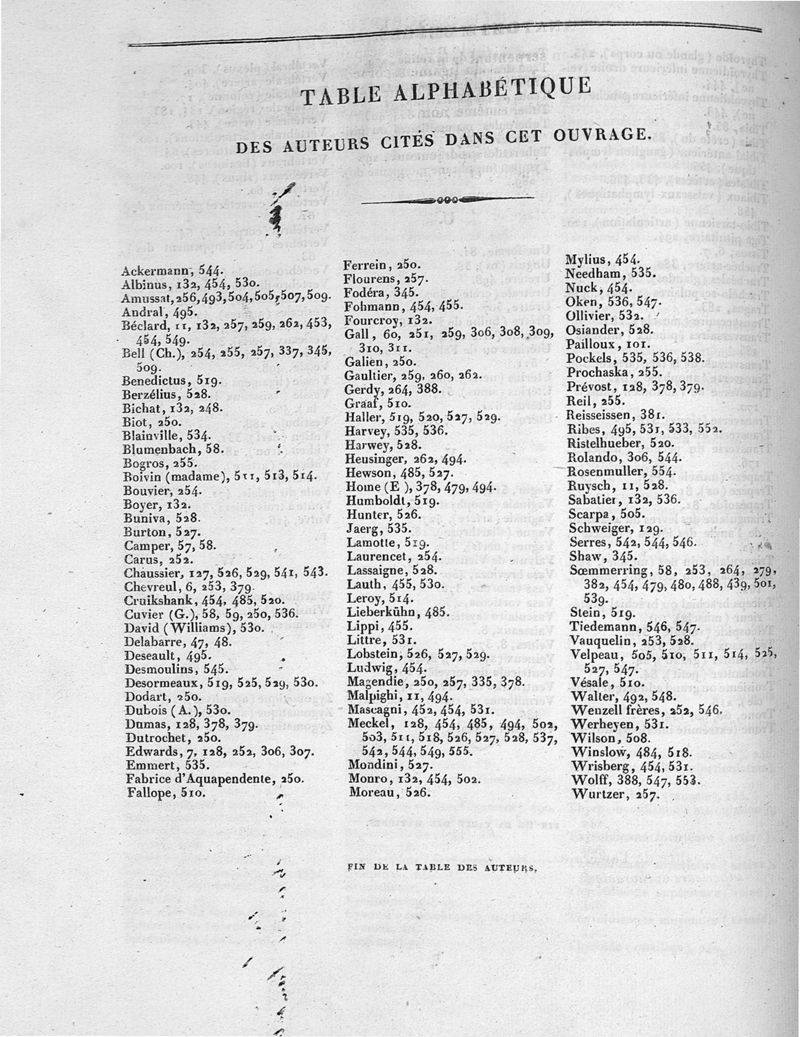 TABLE ALPHABÉTIQUE
DES AUTEURS CITÉS DANS CET OUVRAGE.
Ackermann, 544.
Albinus, 132, 454, 530.
Amussat, 256, 493, 504, 505, 507, 509.
Andral, 495.
Béclard, 11, 132, 257, 259, 262, 453,
454, 549.
Bell (Ch.), 254, 255, 257, 337, 345,
509.
Benedictus, 519.
Berzélius, 528.
Bichat, 132, 248.
Biot, 250.
Blainville, 534.
Blumenbach, 58.
Bogros, 255.
Boivin (madame), 511, 513, 514.
Bouvier, 254.
Boyer, 132.
Buniva, 528.
Burton, 527.
Camper, 57, 58.
Carus, 252.
Chaussier, 127, 526, 529, 541, 543.
Chevreul, 6, 253, 379.
Cruikshank, 454, 485, 520.
Cuvier (G.), 58, 59, 250, 536.
David (Williams), 530.
Delabarre, 47, 48.
Deseault, 495.
Desmoulins, 545.
Desormeaux, 519, 525, 529, 530.
Dodart, 250.
Dubois (A.), 530.
Dumas, 128, 378, 379.
Dutrochet, 250.
Edwards, 7, 128, 252, 306, 307.
Emmert, 535.
Fabrice d'Aquapendente, 250.
Fallope, 510.
Ferrein, 250.
Flourens, 257.
Fodéra, 345.
Fohmann, 454, 455.
Fourcroy, 132.
Gall, 60, 251, 259, 306, 308, 309,
310, 311.
Galien, 250.
Gaultier, 259, 260, 262.
Gerdy, 264, 388.
Graaf, 510.
Haller, 519, 520, 527, 529.
Harvey, 535, 536.
Harwey, 528.
Heusinger, 262, 494.
Hewson, 485, 527.
Home (E), 378, 479, 494.
Humboldt, 519.
Hunter, 526.
Jaerg, 535.
Lamotte, 519.
Laurencet, 254.
Lassaigne, 528.
Lauth, 455, 530.
Leroy, 514.
Lieberkühn, 485.
Lippi, 455.
Littre, 531.
Lobstein, 526, 527, 529.
Ludwig, 454.
Magendie, 250, 257, 335, 378.
Malpighi, 11, 494.
Mascagni, 452, 454, 531.
Meckel, 128, 454, 485, 494, 502,
503, 511, 518, 526, 527, 528, 537,
542, 544, 549, 555.
Mondini, 527.
Monro, 132, 454, 502.
Moreau, 526.
Mylius, 454.
Needham, 535.
Nuck, 454.
Oken, 536, 547.
Ollivier, 532.
Osiander, 528.
Pailloux, 101.
Pockels, 535, 536, 538.
Prochaska, 255.
Prévost, 128, 378, 379.
Reil, 255.
Reisseissen, 381.
Ribes, 495, 531, 533, 552.
Ristelhueber, 520.
Rolando, 306, 544.
Rosenmuller, 554.
Ruysch, 11, 528.
Sabatier, 132, 536.
Scarpa, 505.
Schweiger, 129.
Serres, 542, 544, 546.
Shaw, 345.
Sœmmerring, 58, 253, 264, 279,
382, 454, 479, 480, 488, 439, 501,
539.
Stein, 519.
Tiedemann, 546, 547.
Vauquelin, 253, 528.
Velpeau, 505, 510, 511, 514, 525,
527, 547.
Vésale, 510.
Walter, 492, 548.
Wenzell frères, 252, 546.
Werheyen, 531.
Wilson, 508.
Winslow, 484, 518.
Wrisberg, 454, 531.
Wolff, 388, 547, 553.
Wurtzer, 257.
FIN DE LA TABLE DES AUTEURS.